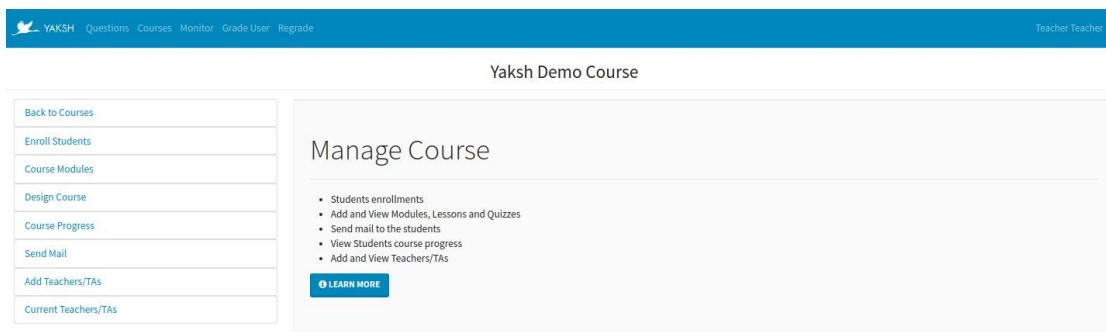 YAKSH Questions Courses Monitor Grade User Regrade Teacher Teacher
Yaksh Demo Course
Back to Courses
Enroll Students
Course Modules
Design Course
Course Progress
Send Mail
Add Teachers/TAs
Current Teachers/TAs
Manage Course
Students enrollments
Add and View Modules, Lessons and Quizzes
Send mail to the students
View Students course progress
Add and View Teachers/TAs
LEARN MORE